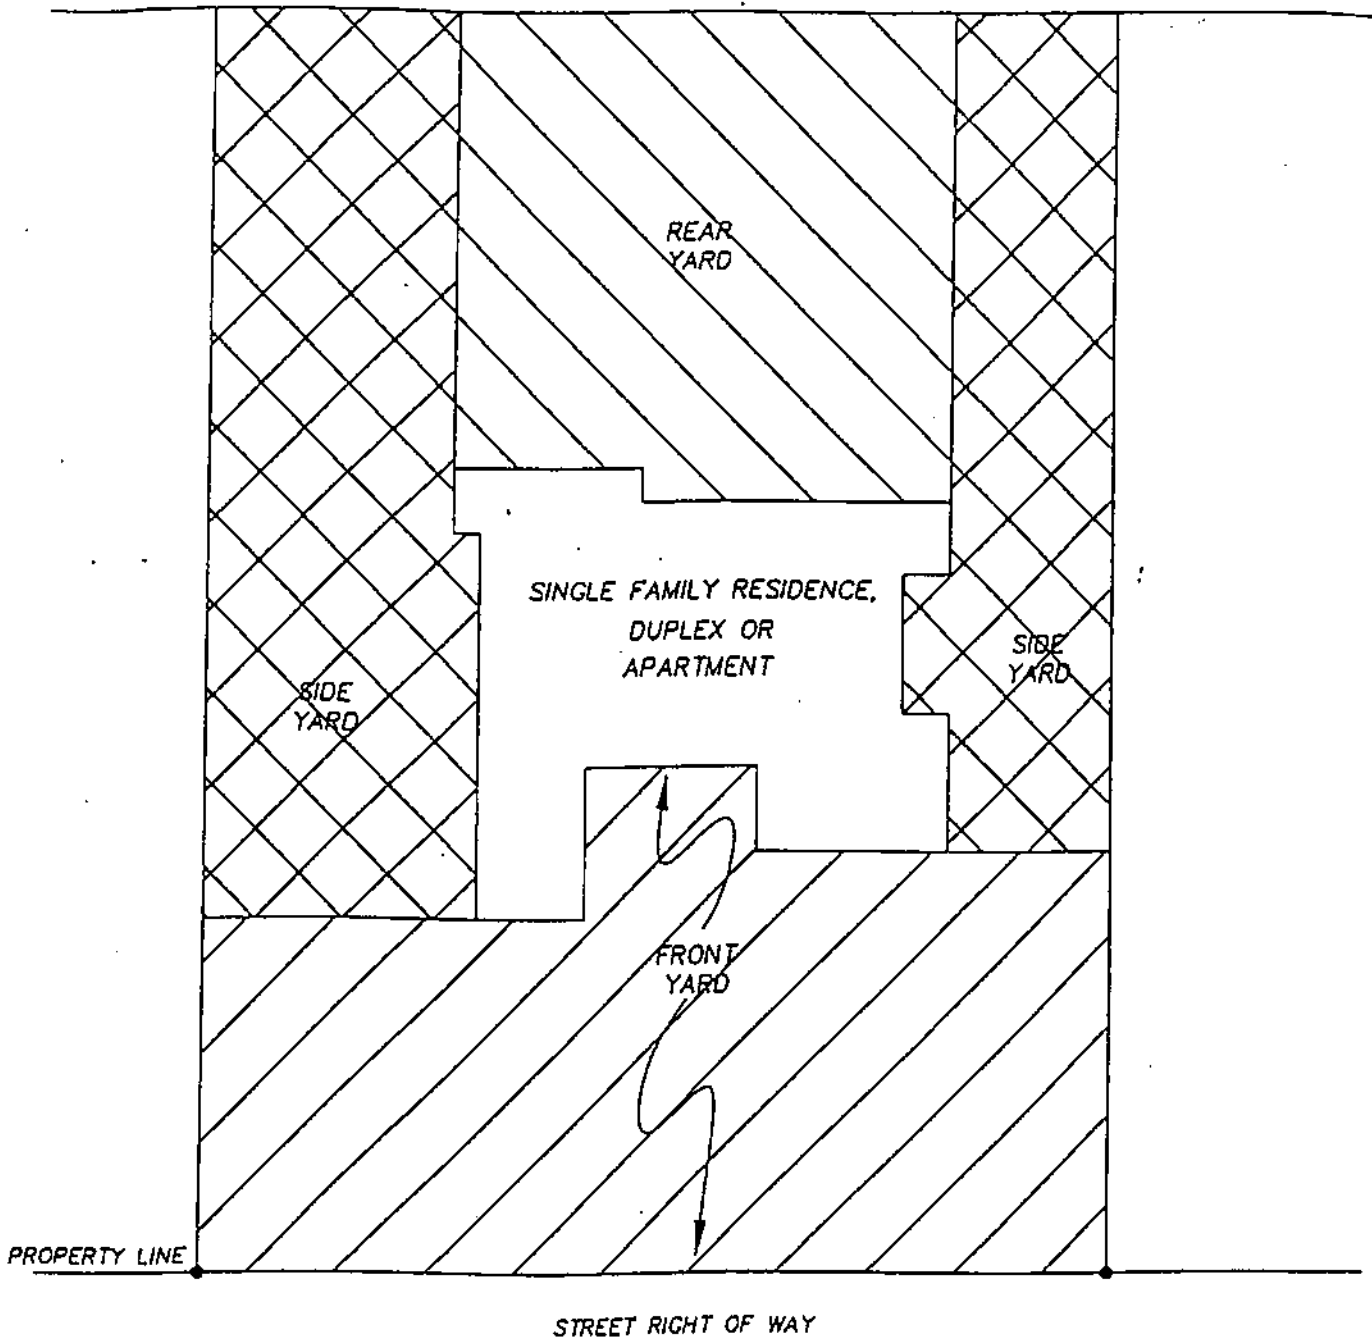 REAR
YARD
SINGLE FAMILY RESIDENCE,
DUPLEX OR
APARTMENT
SIDE
YARD
SIDE
YARD
FRONT
YARD
PROPERTY LINE
STREET RIGHT OF WAY